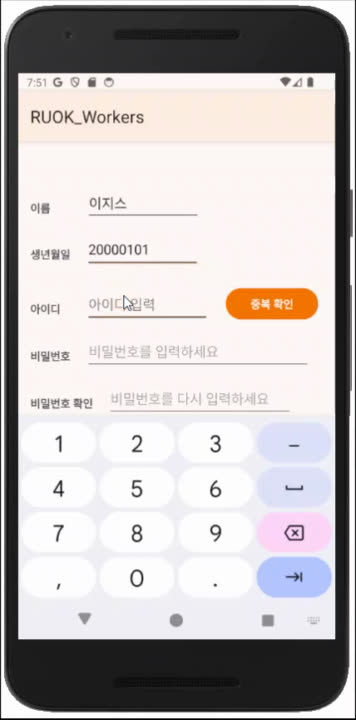 7:51 G
RUOK_Workers
이름 이지스
생년월일 20000101
아이디 아이디 입력 중복 확인
비밀번호 비밀번호를 입력하세요
비밀번호 확인 비밀번호를 다시 입력하세요
1 2 3 –
4 5 6
7 8 9
, 0 .